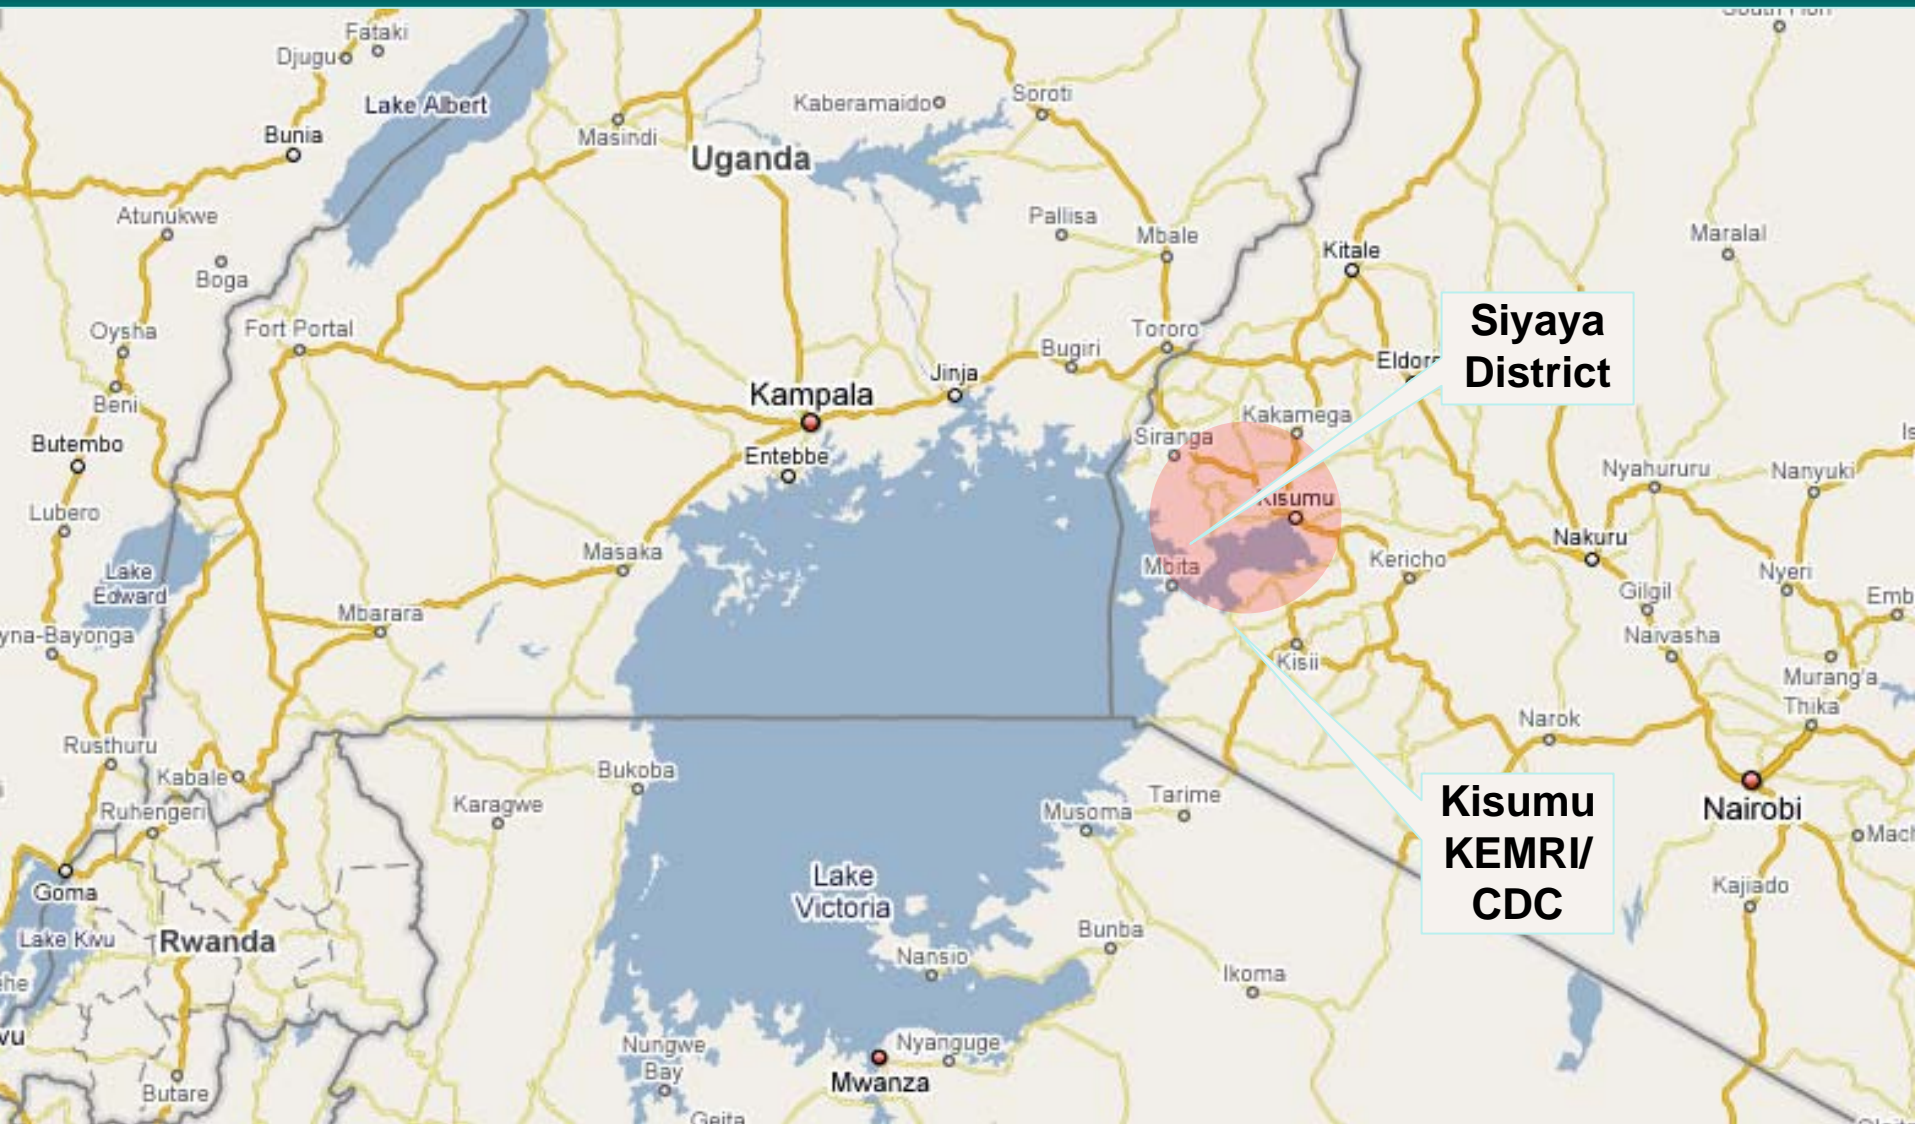 Fataki
Djugu
Lake Albert
Bunia
Masindi
Kaberamaido
Soroti
Uganda
Atunukwe
Boga
Pallisa
Mbale
Kitale
Maralal
Oysha
Fort Portal
Tororo
Bugiri
Siyaya
District
Beni
Kampala
Jinja
Kakamega
Butembo
Entebbe
Siranga
Nyahururu
Nanyuki
Kisumu
Lubero
Masaka
Nakuru
Lake
Edward
Mbita
Kericho
Nyeri
Gilgil
Mbarara
Naivasha
Kisii
Murang'a
Thika
Narok
Rusthuru
Kabale
Bukoba
Karagwe
Ruhengeri
Musoma
Tarime
Nairobi
Kisumu
KEMRI/
CDC
Goma
Lake
Victoria
Kajiado
Lake Kivu
Rwanda
Bunba
Nansio
Ikoma
Nungwe
Bay
Nyanguge
Mwanza
Butare